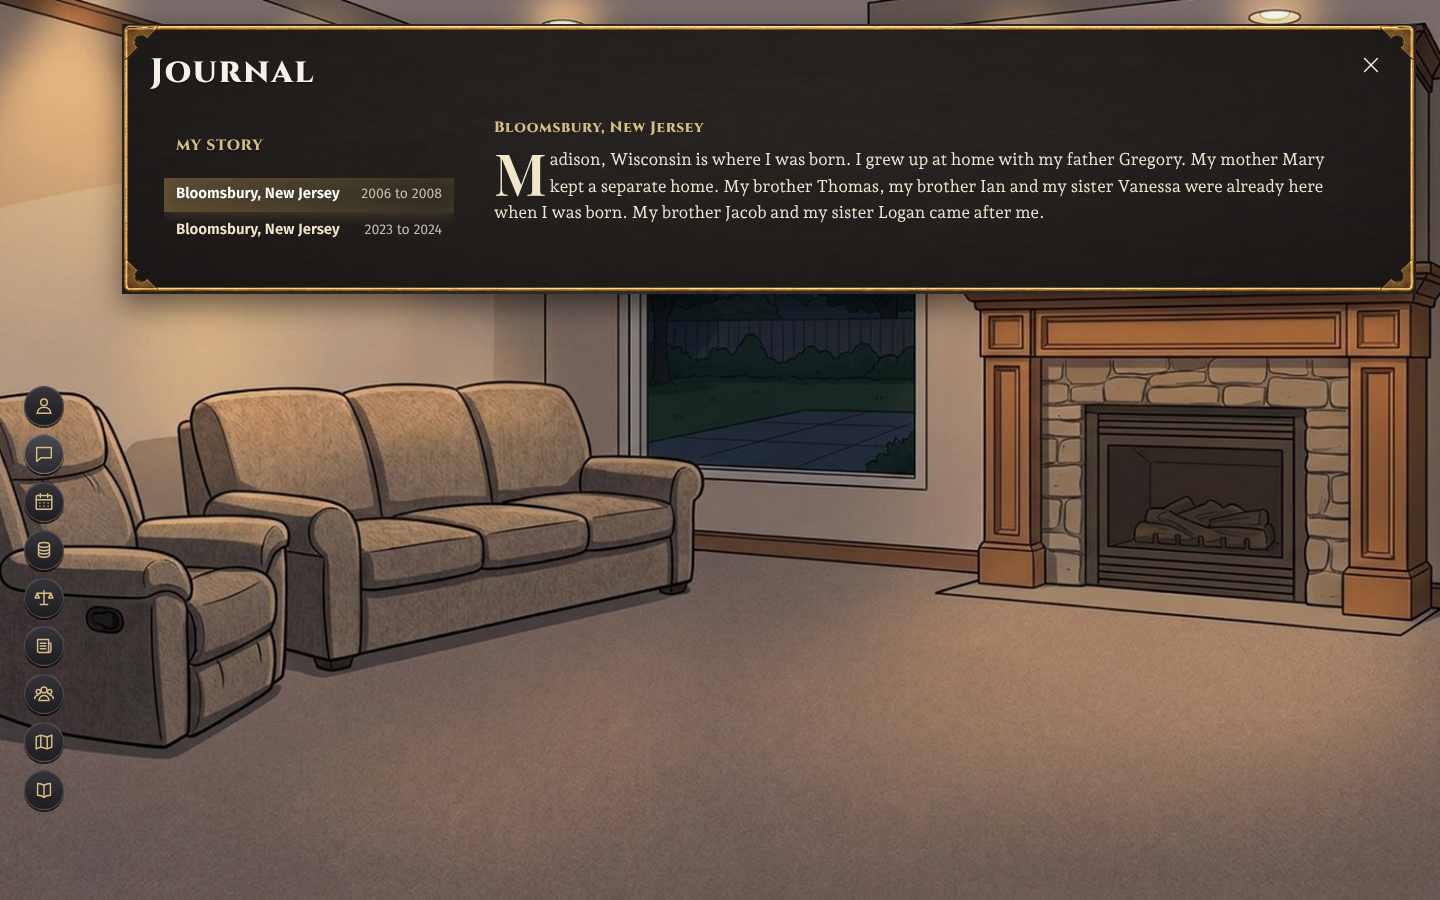 Journal
MY STORY
Bloomsbury, New Jersey 2006 to 2008
Bloomsbury, New Jersey 2023 to 2024
Bloomsbury, New Jersey
Madison, Wisconsin is where I was born. I grew up at home with my father Gregory. My mother Mary
kept a separate home. My brother Thomas, my brother Ian and my sister Vanessa were already here
when I was born. My brother Jacob and my sister Logan came after me.